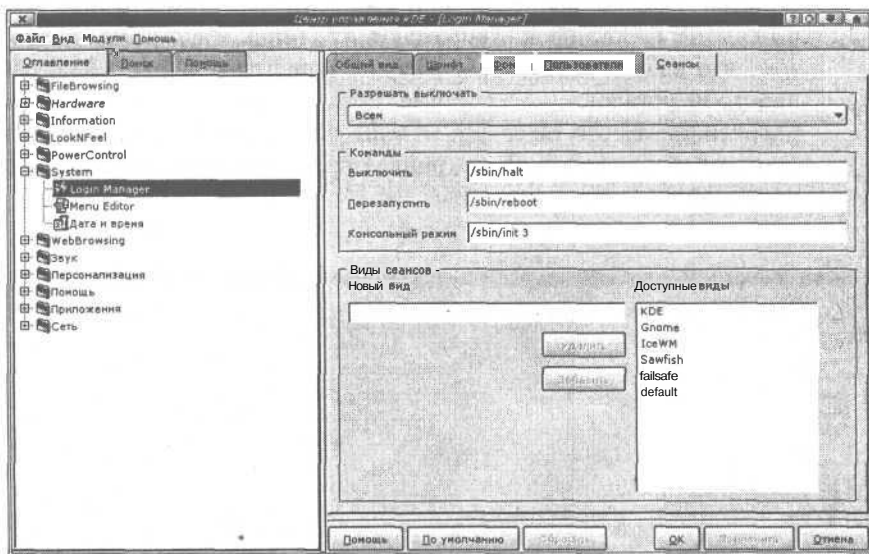 Центр управления KDE - [Login Manager]
Файл Вид Модули Помощь
Оглавление Поиск Помощь
FileBrowsing
Hardware
Information
LookNFeel
PowerControl
System
Login Manager
Menu Editor
Дата и время
WebBrowsing
Звук
Персонализация
Помощь
Приложения
Сеть
Общий вид Шрифт Фон Пользователи Сеансы
Разрешать выключать
Всем
Команды
Выключить /sbin/halt
Перезапустить /sbin/reboot
Консольный режим /sbin/init 3
Виды сеансов
Новый вид
Доступные виды
Удалить
Добавить
KDE
Gnome
IceWM
Sawfish
failsafe
default
Помощь По умолчанию Сбросить OK Применить Отмена